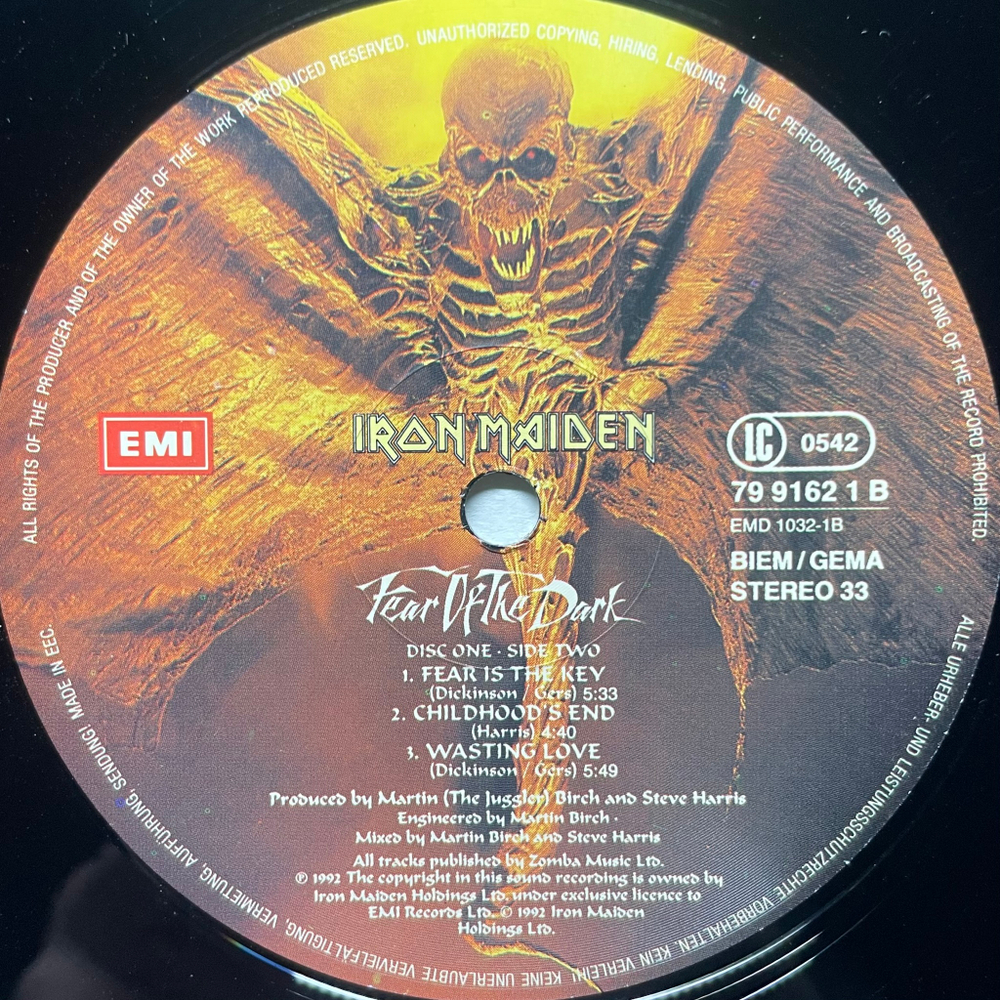 ALL RIGHTS OF THE PRODUCER AND OF THE OWNER OF THE WORK REPRODUCED RESERVED. UNAUTHORIZED COPYING, HIRING, LENDING, PUBLIC PERFORMANCE AND BROADCASTING OF THE RECORD PROHIBITED.
EMI
IRON MAIDEN
LC 0542
79 9162 1 B
EMD 1032-1B
BIEM/GEMA
STEREO 33
Fear Of The Dark
DISC ONE · SIDE TWO
1. FEAR IS THE KEY
(Dickinson / Gers) 5:33
2. CHILDHOOD'S END
(Harris) 4:40
3. WASTING LOVE
(Dickinson / Gers) 5:49
Produced by Martin (The Juggler) Birch and Steve Harris
Engineered by Martin Birch ·
Mixed by Martin Birch and Steve Harris
All tracks published by Zomba Music Ltd.
℗ 1992 The copyright in this sound recording is owned by
Iron Maiden Holdings Ltd. under exclusive licence to
EMI Records Ltd. © 1992 Iron Maiden
Holdings Ltd.
ALLE URHEBER- UND LEISTUNGSSCHUTZRECHTE VORBEHALTEN. KEIN VERLEIH! KEINE UNERLAUBTE VERVIELFÄLTIGUNG, VERMIETUNG, AUFFÜHRUNG, SENDUNG! MADE IN EEC.